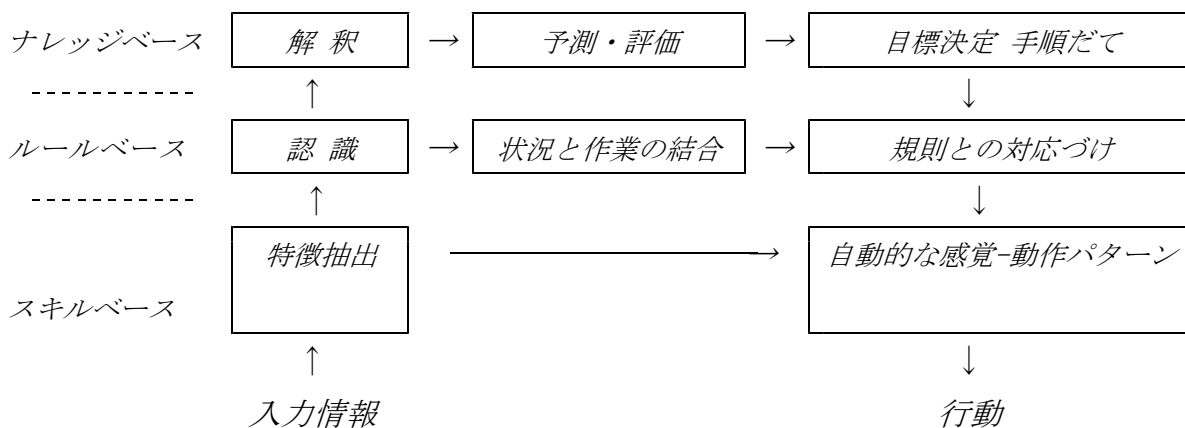 ナレッジベース 解 釈 → 予測・評価 → 目標決定 手順だて
↑ ↓
ルールベース 認 識 → 状況と作業の結合 → 規則との対応づけ
↑ ↓
特徴抽出 → 自動的な感覚-動作パターン
スキルベース
↑ ↓
入力情報 行動